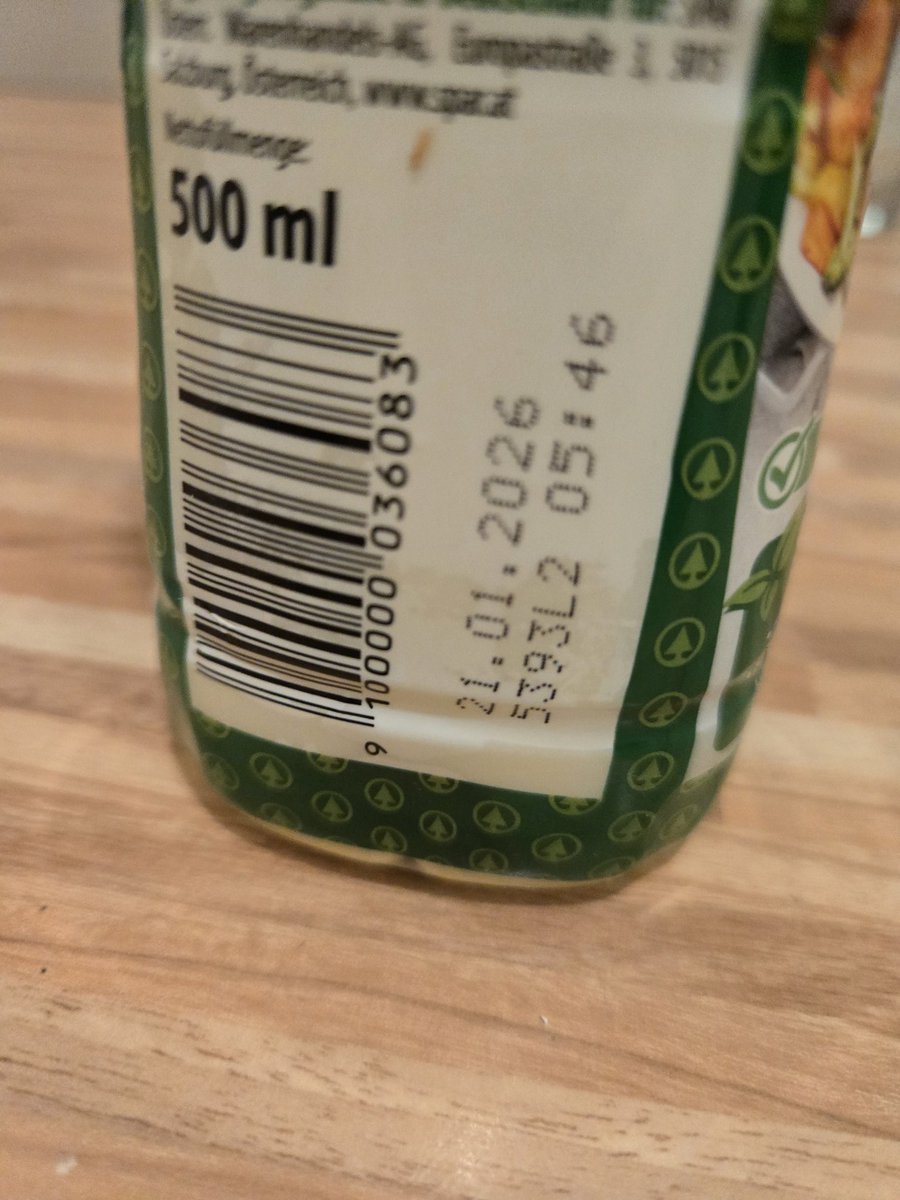 Österr. Warenhandels-AG, Europastraße 3, 5015
Salzburg, Österreich, www.spar.at
Nettofüllmenge:
500 ml
9 100000 036083
21.01.2026
5393L2 05:46